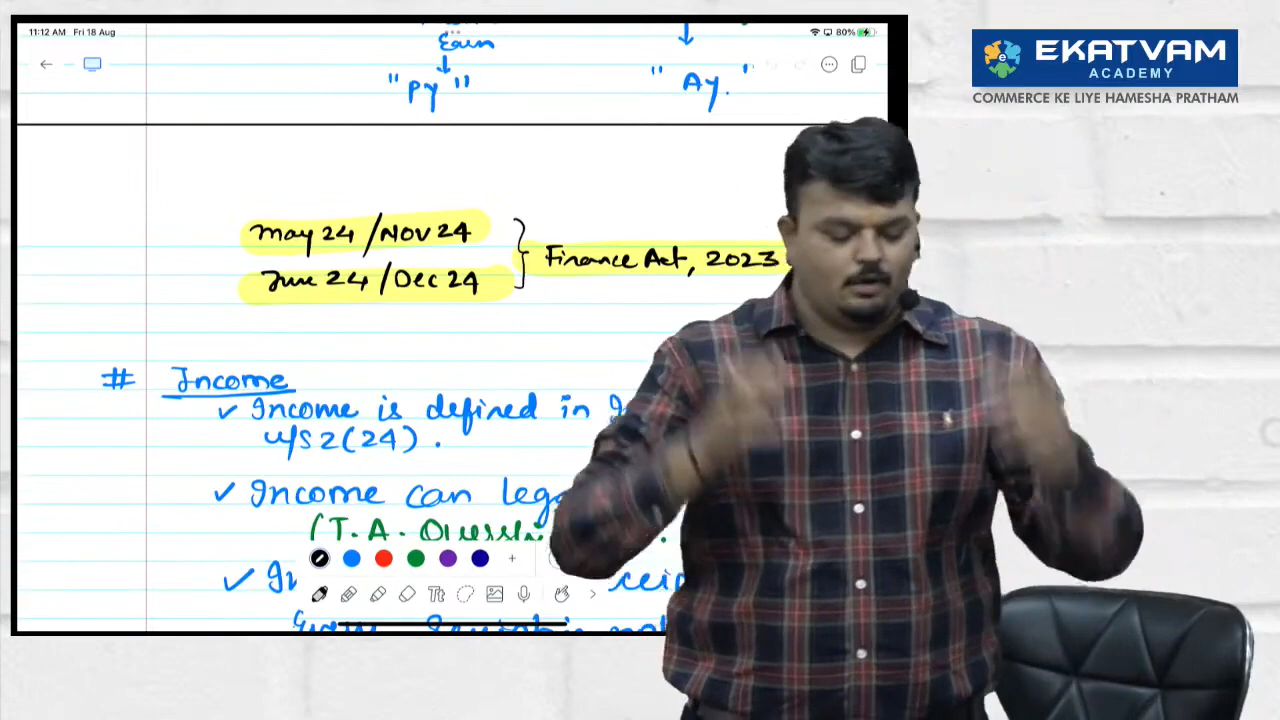 11:12 AM Fri 18 Aug
80%
Earn
"PY"
"Ay."
EKATVAM
ACADEMY
COMMERCE KE LIYE HAMESHA PRATHAM
May 24 / Nov 24
June 24 / Dec 24
Finance Act, 2023
# Income
✓ Income is defined in
u/s 2(24).
✓ Income can
(T. A.
✓
Tt